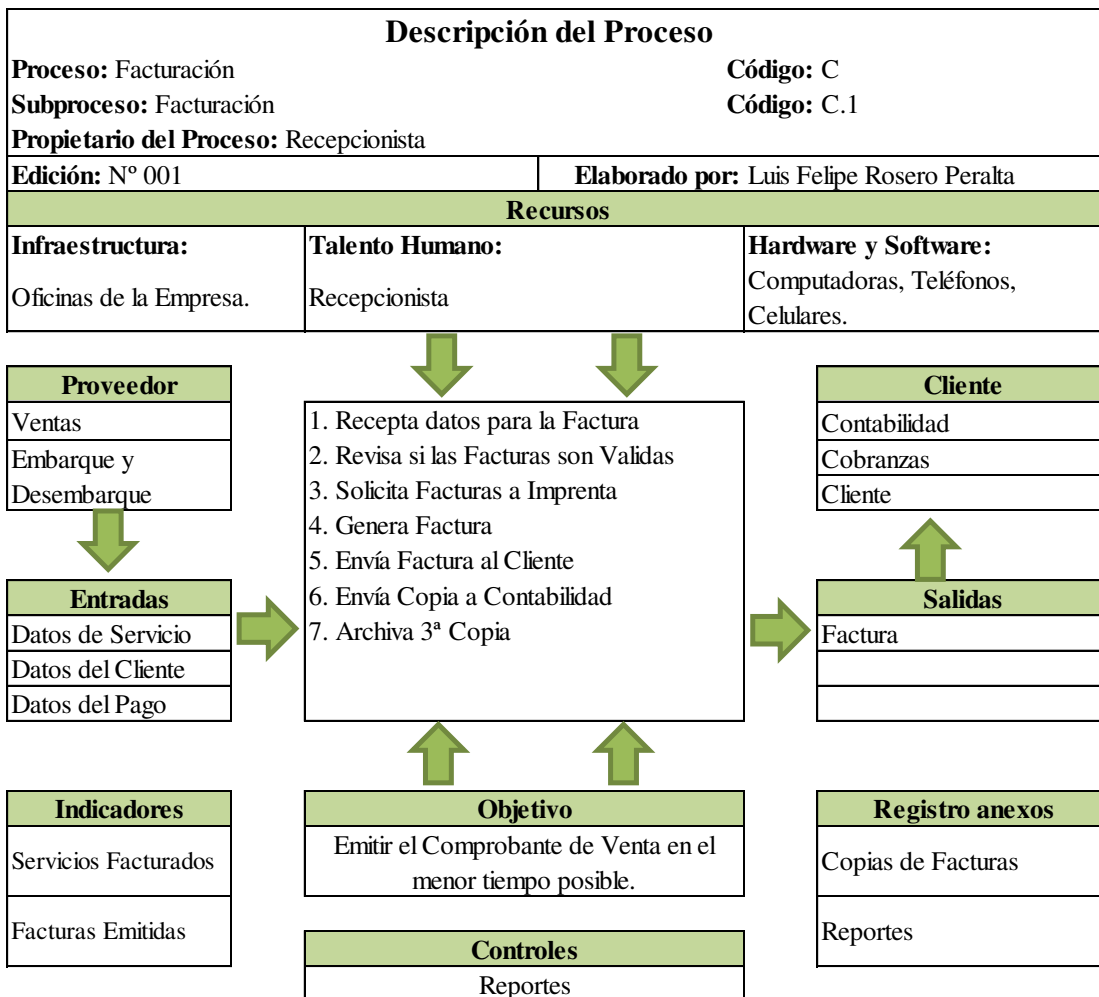 Descripción del Proceso
Proceso: Facturación
Código: C
Subproceso: Facturación
Código: C.1
Propietario del Proceso: Recepcionista
Edición: Nº 001
Elaborado por: Luis Felipe Rosero Peralta
Recursos
Infraestructura:
Oficinas de la Empresa.
Talento Humano:
Recepcionista
Hardware y Software:
Computadoras, Teléfonos,
Celulares.
Proveedor
Ventas
Embarque y
Desembarque
Entradas
Datos de Servicio
Datos del Cliente
Datos del Pago
1. Recepta datos para la Factura
2. Revisa si las Facturas son Validas
3. Solicita Facturas a Imprenta
4. Genera Factura
5. Envía Factura al Cliente
6. Envía Copia a Contabilidad
7. Archiva 3ª Copia
Cliente
Contabilidad
Cobranzas
Cliente
Salidas
Factura
Indicadores
Servicios Facturados
Facturas Emitidas
Objetivo
Emitir el Comprobante de Venta en el
menor tiempo posible.
Controles
Reportes
Registro anexos
Copias de Facturas
Reportes